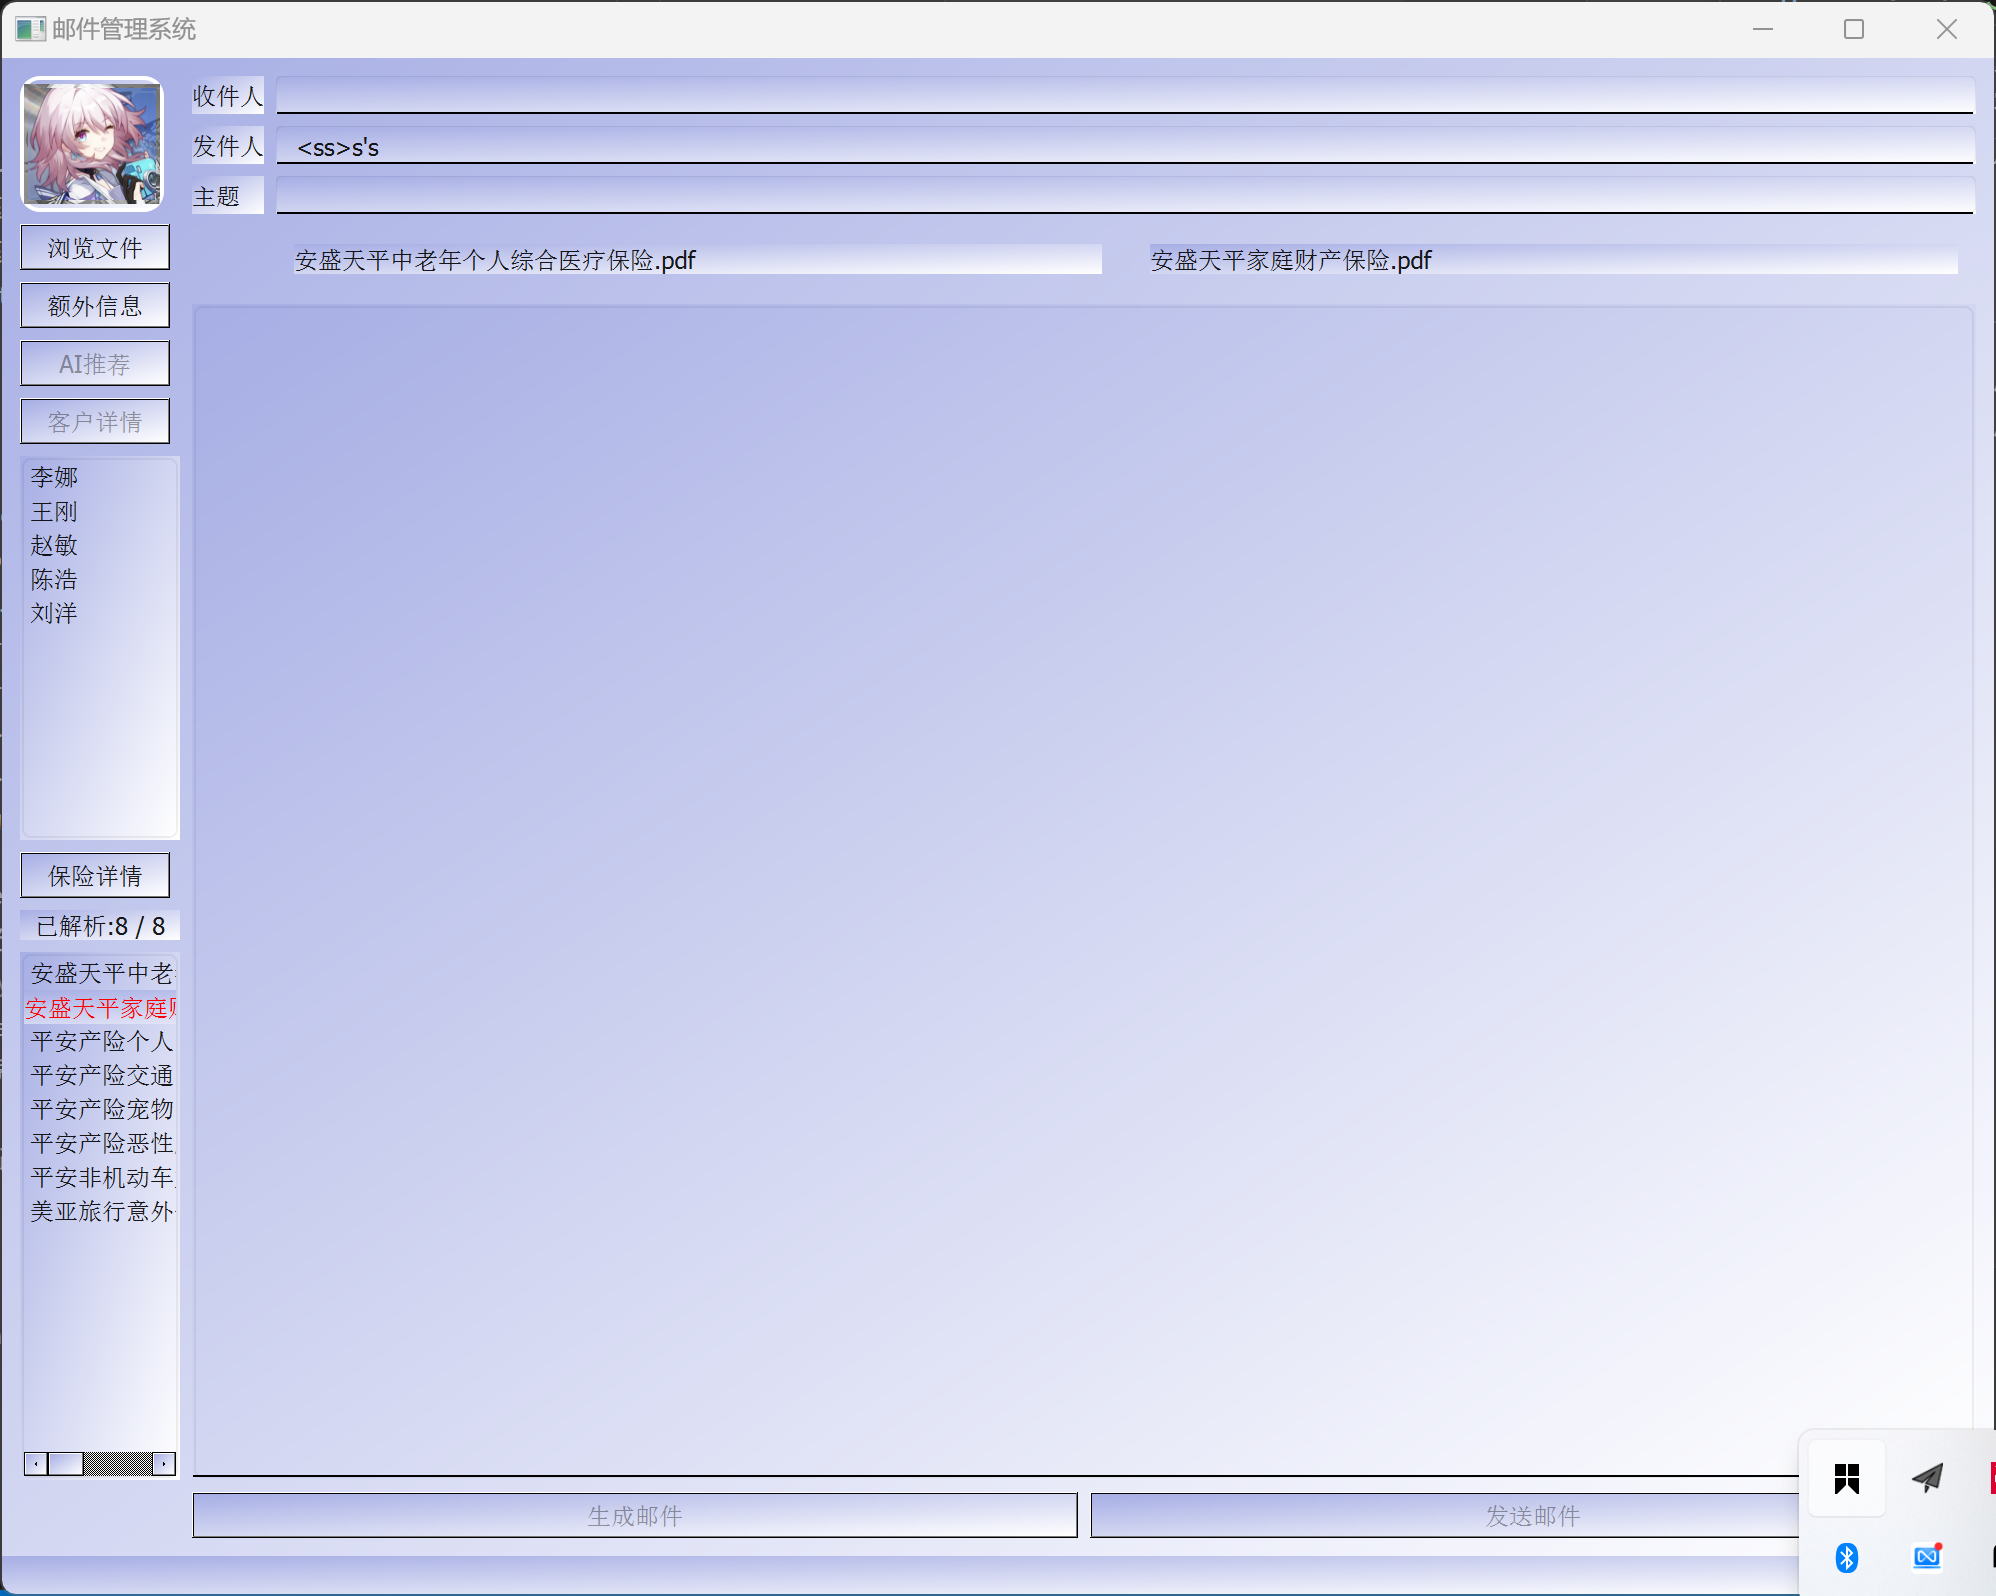 邮件管理系统
收件人
发件人 <ss>s's
主题
安盛天平中老年个人综合医疗保险.pdf 安盛天平家庭财产保险.pdf
浏览文件
额外信息
AI推荐
客户详情
李娜
王刚
赵敏
陈浩
刘洋
保险详情
已解析:8 / 8
安盛天平中老
安盛天平家庭
平安产险个人
平安产险交通
平安产险宠物
平安产险恶性
平安非机动车
美亚旅行意外
生成邮件 发送邮件